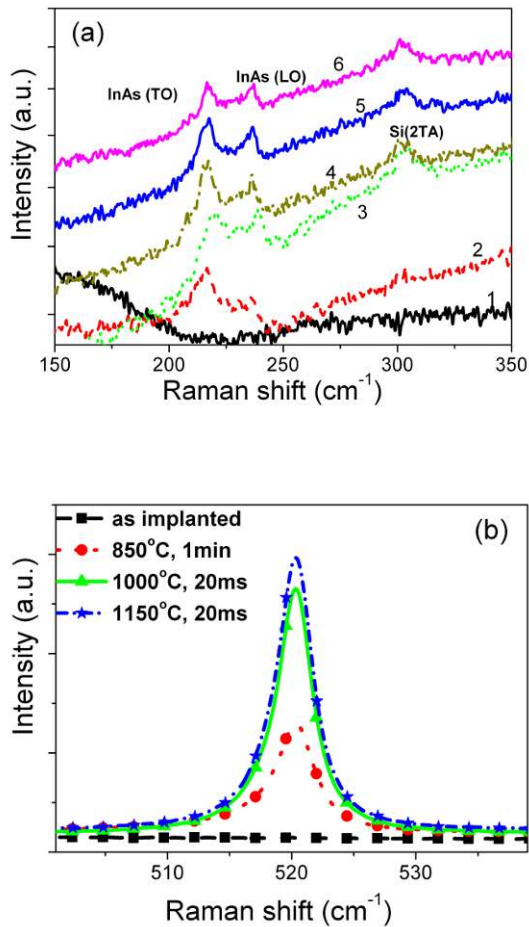 (a)
InAs (TO)
InAs (LO)
Si(2TA)
6
5
4
3
2
1
Intensity (a.u.)
150 200 250 300 350
Raman shift (cm⁻¹)
(b)
as implanted
850°C, 1min
1000°C, 20ms
1150°C, 20ms
Intensity (a.u.)
510 520 530
Raman shift (cm⁻¹)